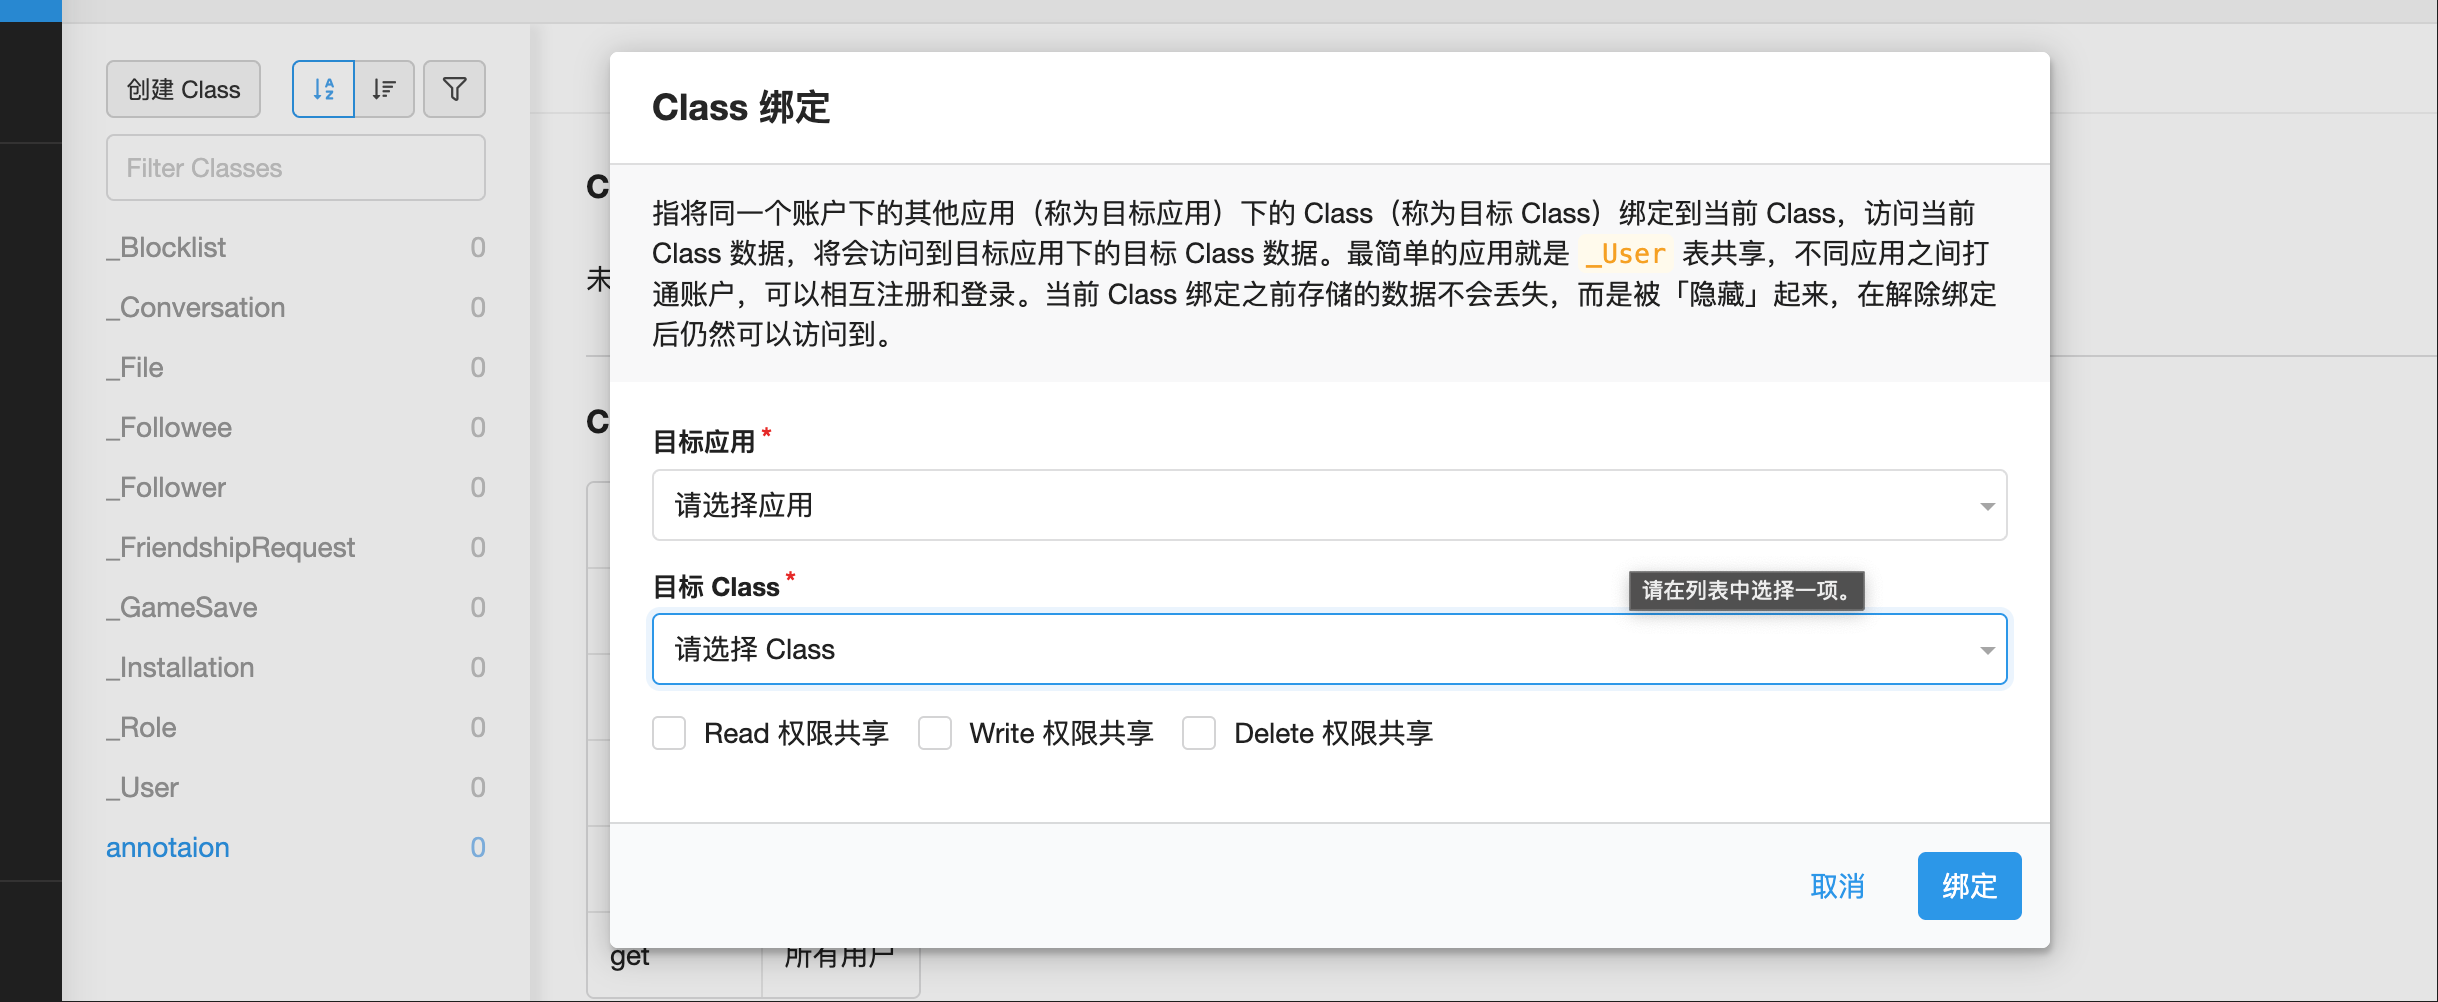 创建 Class
Filter Classes
_Blocklist 0
_Conversation 0
_File 0
_Followee 0
_Follower 0
_FriendshipRequest 0
_GameSave 0
_Installation 0
_Role 0
_User 0
annotaion 0
C
未
C
get 所有用户
Class 绑定
指将同一个账户下的其他应用（称为目标应用）下的 Class（称为目标 Class）绑定到当前 Class，访问当前
Class 数据，将会访问到目标应用下的目标 Class 数据。最简单的应用就是 _User 表共享，不同应用之间打
通账户，可以相互注册和登录。当前 Class 绑定之前存储的数据不会丢失，而是被「隐藏」起来，在解除绑定
后仍然可以访问到。
目标应用 *
请选择应用
目标 Class *
请在列表中选择一项。
请选择 Class
Read 权限共享 Write 权限共享 Delete 权限共享
取消 绑定